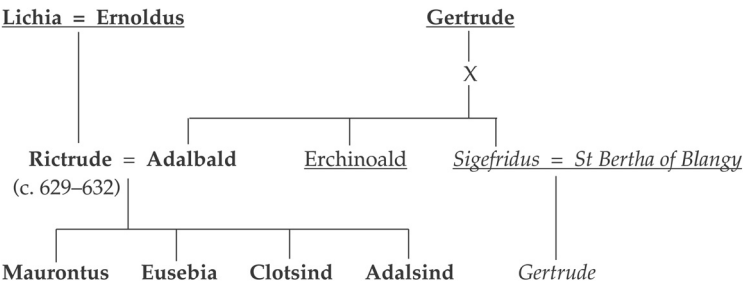 Lichia = Ernoldus Gertrude
X
Rictrude = Adalbald Erchinoald Sigefridus = St Bertha of Blangy
(c. 629–632)
Maurontus Eusebia Clotsind Adalsind Gertrude